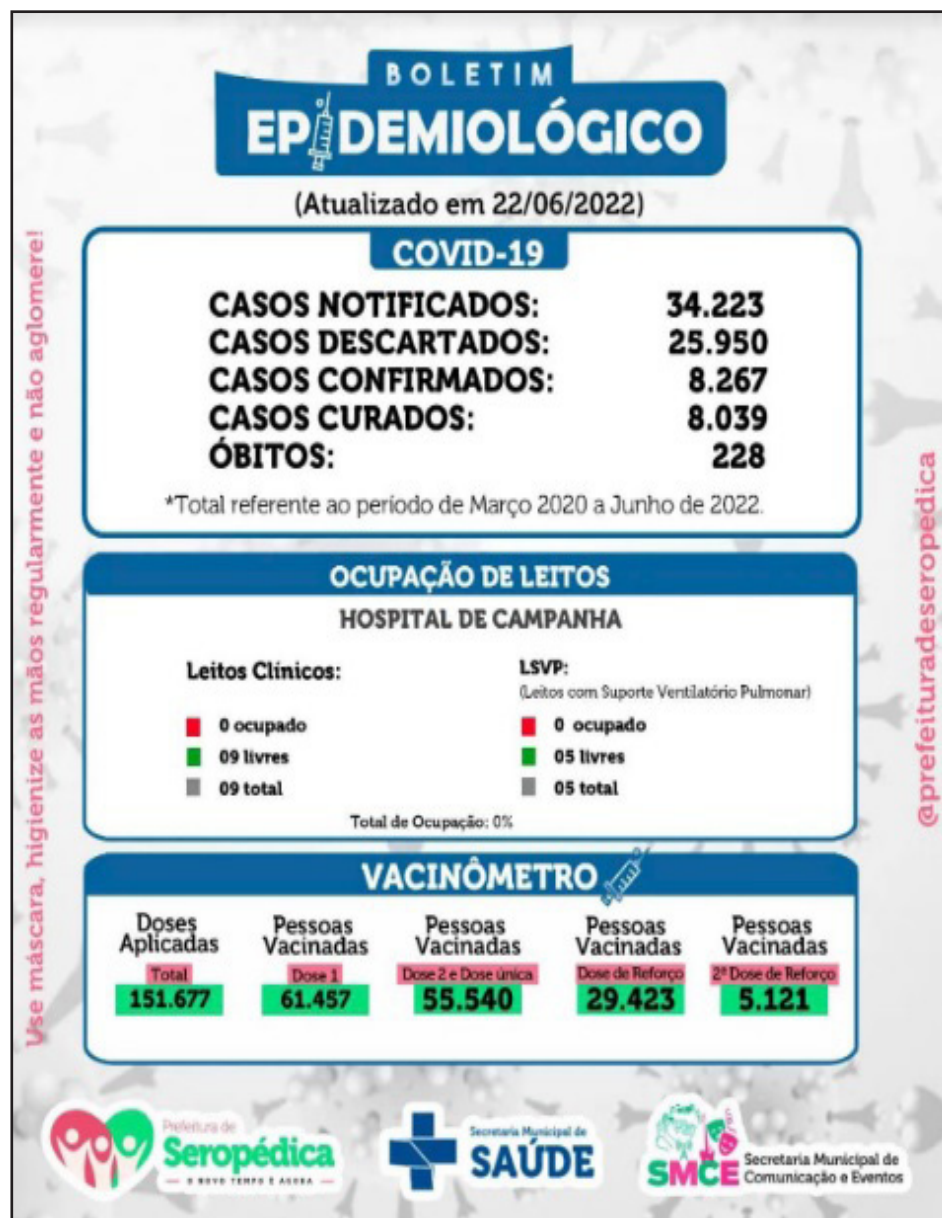 BOLETIM
EPIDEMIOLÓGICO
(Atualizado em 22/06/2022)
COVID-19
CASOS NOTIFICADOS: 34.223
CASOS DESCARTADOS: 25.950
CASOS CONFIRMADOS: 8.267
CASOS CURADOS: 8.039
ÓBITOS: 228
*Total referente ao período de Março 2020 a Junho de 2022.
OCUPAÇÃO DE LEITOS
HOSPITAL DE CAMPANHA
Leitos Clínicos:
0 ocupado
09 livres
09 total
LSVP:
(Leitos com Suporte Ventilatório Pulmonar)
0 ocupado
05 livres
05 total
Total de Ocupação: 0%
VACINÔMETRO
Doses
Aplicadas
Total
151.677
Pessoas
Vacinadas
Dose 1
61.457
Pessoas
Vacinadas
Dose 2 e Dose única
55.540
Pessoas
Vacinadas
Dose de Reforço
29.423
Pessoas
Vacinadas
2ª Dose de Reforço
5.121
Use máscara, higienize as mãos regularmente e não aglomere!
@prefeituradeseropedica
Prefeitura de
Seropédica
O NOVO TEMPO É AGORA
Secretaria Municipal de
SAÚDE
SMCE
Secretaria Municipal de
Comunicação e Eventos